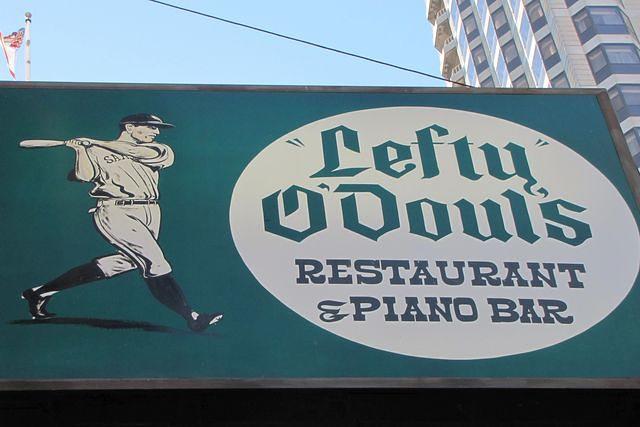 "Lefty"
O'Doul's
RESTAURANT
& PIANO BAR